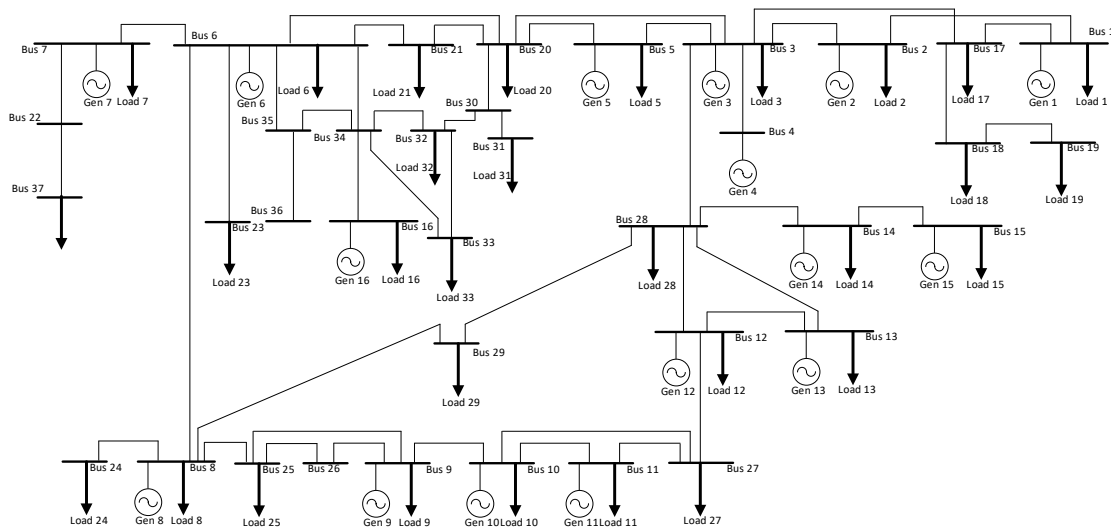 Bus 7
Bus 6
Bus 21
Bus 20
Bus 5
Bus 3
Bus 2
Bus 17
Bus 1
Gen 7
Load 7
Gen 6
Load 6
Load 21
Load 20
Gen 5
Load 5
Gen 3
Load 3
Gen 2
Load 2
Load 17
Gen 1
Load 1
Bus 22
Bus 35
Bus 34
Bus 32
Bus 30
Bus 31
Bus 4
Bus 18
Bus 19
Load 32
Load 31
Gen 4
Load 18
Load 19
Bus 37
Bus 23
Bus 36
Bus 16
Bus 33
Bus 28
Bus 14
Bus 15
Load 23
Gen 16
Load 16
Load 33
Load 28
Gen 14
Load 14
Gen 15
Load 15
Bus 29
Bus 12
Bus 13
Load 29
Gen 12
Load 12
Gen 13
Load 13
Bus 24
Bus 8
Bus 25
Bus 26
Bus 9
Bus 10
Bus 11
Bus 27
Load 24
Gen 8
Load 8
Load 25
Gen 9
Load 9
Gen 10
Load 10
Gen 11
Load 11
Load 27